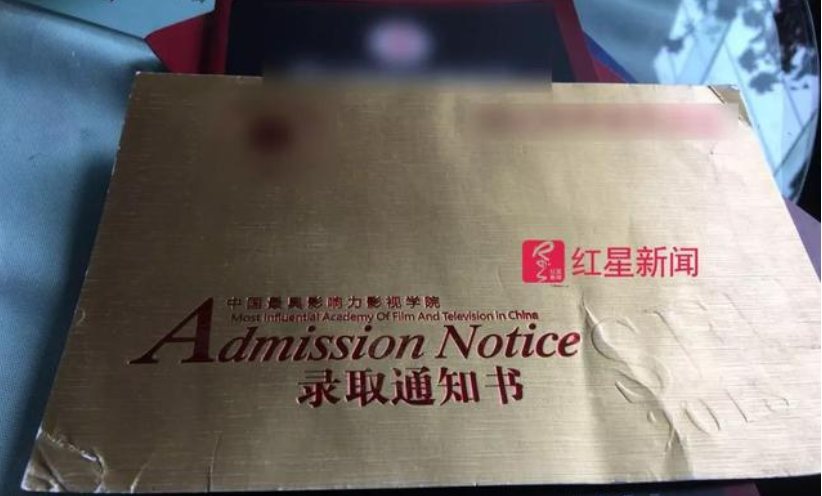 红星新闻
中国最具影响力影视学院
Most Influential Academy Of Film And Television in China
Admission Notice
录取通知书